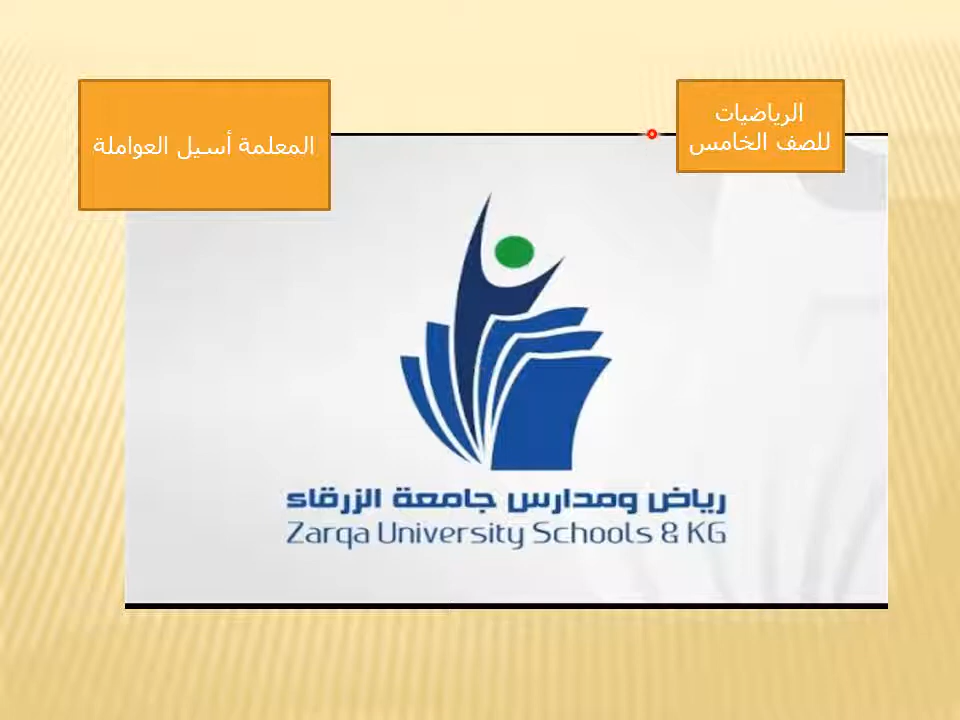 الرياضيات
للصف الخامس
المعلمة أسيل العواملة
رياض ومدارس جامعة الزرقاء
Zarqa University Schools & KG